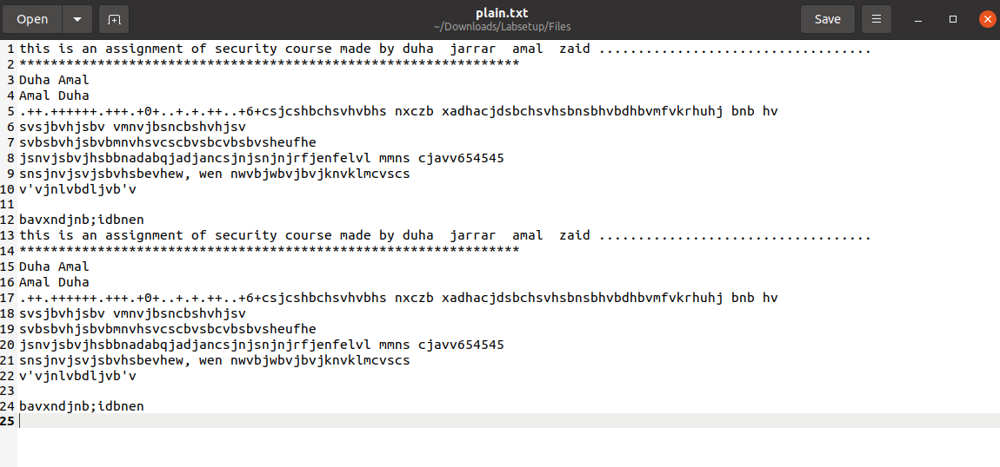 Open
plain.txt
~/Downloads/Labsetup/Files
Save
1 this is an assignment of security course made by duha  jarrar  amal  zaid ...................................
2 ****************************************************************
3 Duha Amal
4 Amal Duha
5 .++.++++++.+++.+0+..+.+.++..+6+csjcshbchsvhvbhs nxczb xadhacjdsbchsvhsbnsbhvbdhbvmfvkrhuhj bnb hv
6 svsjbvhjsbv vmnvjbsncbshvhjsv
7 svbsbvhjsbvbmnvhsvcscbvsbcvbsbvsheufhe
8 jsnvjsbvjhsbbnadabqjadjancsjnjsnjnjrfjenfelvl mmns cjavv654545
9 snsjnvjsvjsbvhsbevhew, wen nwvbjwbvjbvjknvklmcvscs
10 v'vjnlvbdljvb'v
11
12 bavxndjnb;idbnen
13 this is an assignment of security course made by duha  jarrar  amal  zaid ...................................
14 ****************************************************************
15 Duha Amal
16 Amal Duha
17 .++.++++++.+++.+0+..+.+.++..+6+csjcshbchsvhvbhs nxczb xadhacjdsbchsvhsbnsbhvbdhbvmfvkrhuhj bnb hv
18 svsjbvhjsbv vmnvjbsncbshvhjsv
19 svbsbvhjsbvbmnvhsvcscbvsbcvbsbvsheufhe
20 jsnvjsbvjhsbbnadabqjadjancsjnjsnjnjrfjenfelvl mmns cjavv654545
21 snsjnvjsvjsbvhsbevhew, wen nwvbjwbvjbvjknvklmcvscs
22 v'vjnlvbdljvb'v
23
24 bavxndjnb;idbnen
25